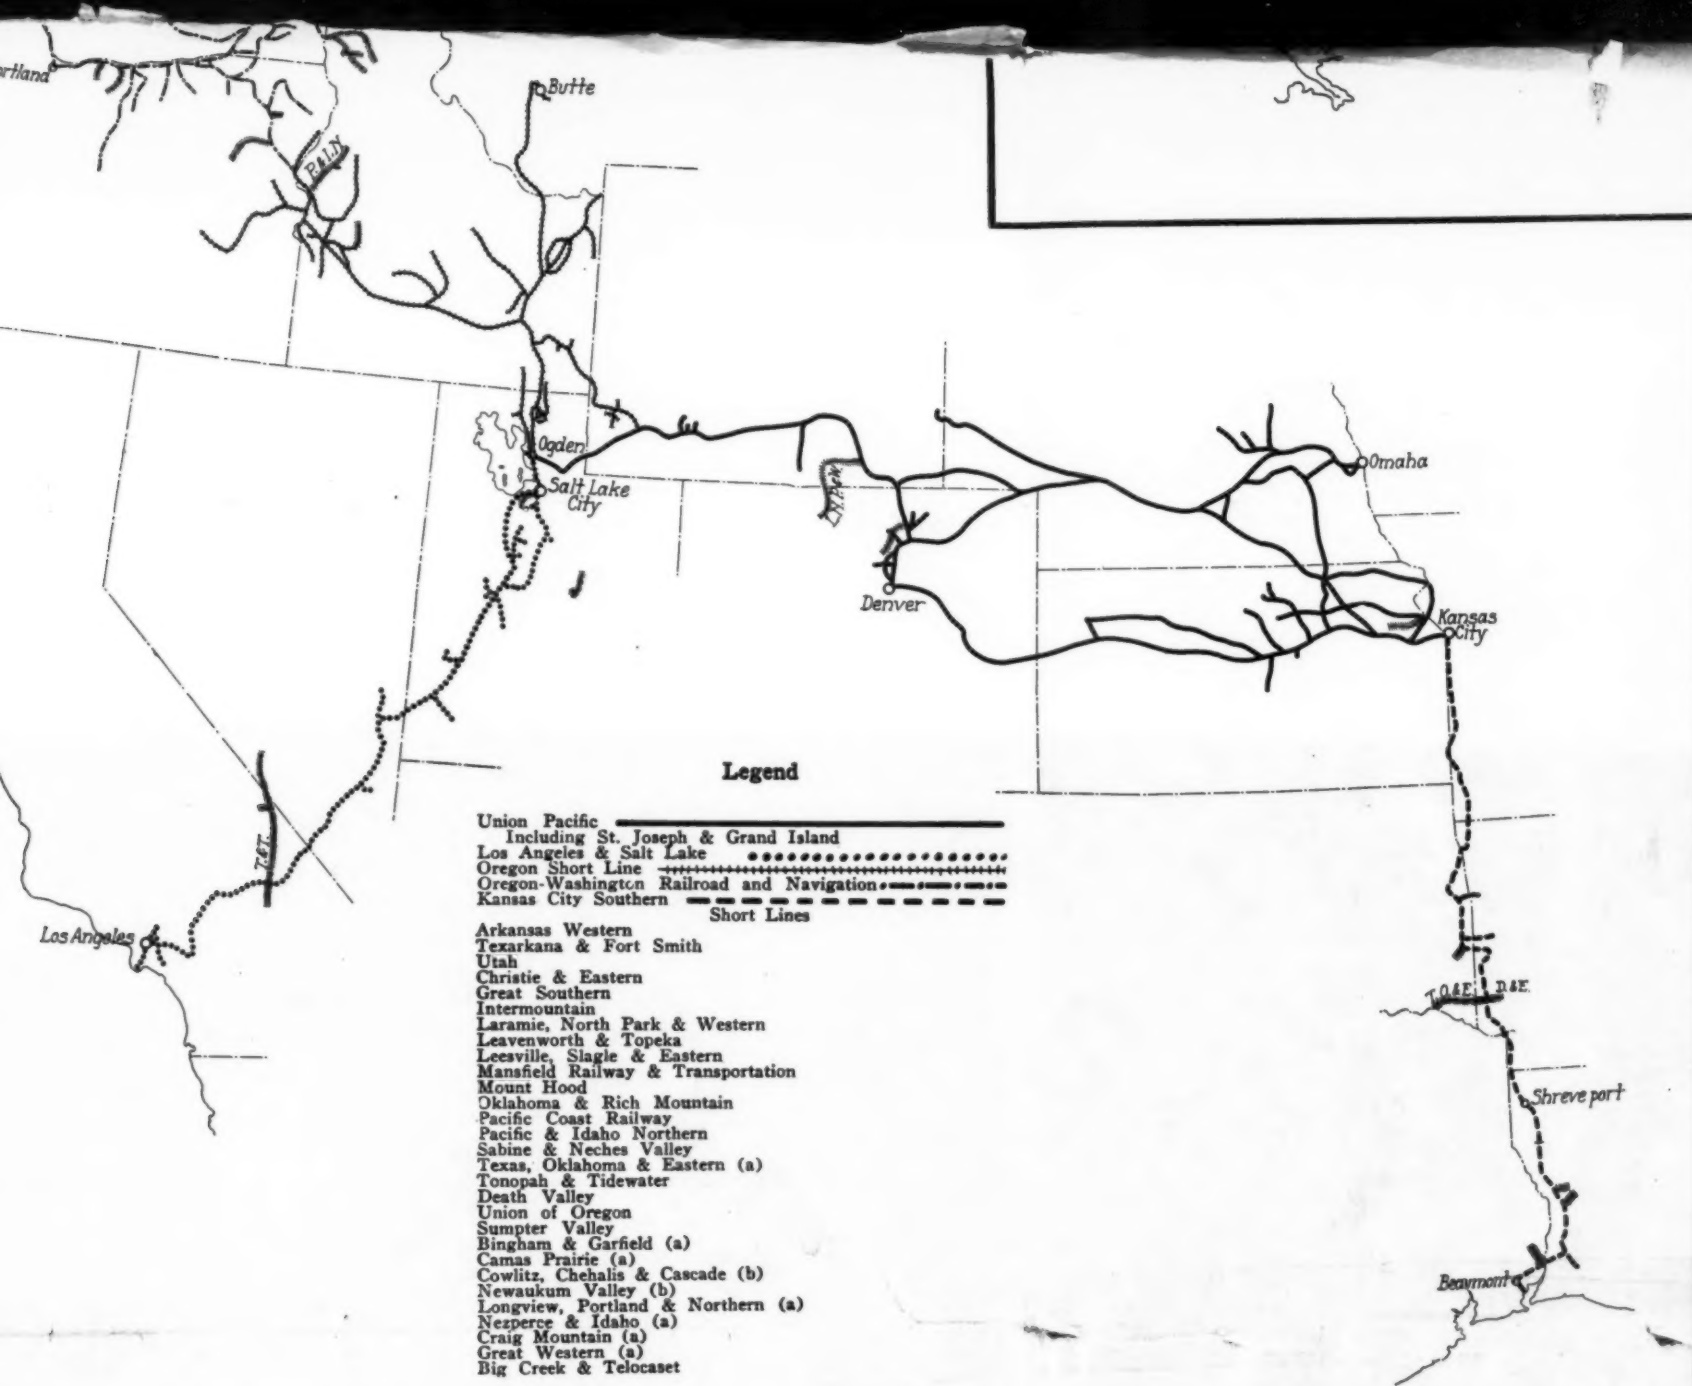 rtland
Butte
P.&I.N.
Ogden
Salt Lake
City
L.N.P.&W.
Omaha
Denver
Kansas
City
T.&T.
Los Angeles
T.O.&E.
D.&E.
Shreveport
Beaumont
Legend
Union Pacific
Including St. Joseph & Grand Island
Los Angeles & Salt Lake
Oregon Short Line
Oregon-Washington Railroad and Navigation
Kansas City Southern
Short Lines
Arkansas Western
Texarkana & Fort Smith
Utah
Christie & Eastern
Great Southern
Intermountain
Laramie, North Park & Western
Leavenworth & Topeka
Leesville, Slagle & Eastern
Mansfield Railway & Transportation
Mount Hood
Oklahoma & Rich Mountain
Pacific Coast Railway
Pacific & Idaho Northern
Sabine & Neches Valley
Texas, Oklahoma & Eastern (a)
Tonopah & Tidewater
Death Valley
Union of Oregon
Sumpter Valley
Bingham & Garfield (a)
Camas Prairie (a)
Cowlitz, Chehalis & Cascade (b)
Newaukum Valley (b)
Longview, Portland & Northern (a)
Nezperce & Idaho (a)
Craig Mountain (a)
Great Western (a)
Big Creek & Telocaset